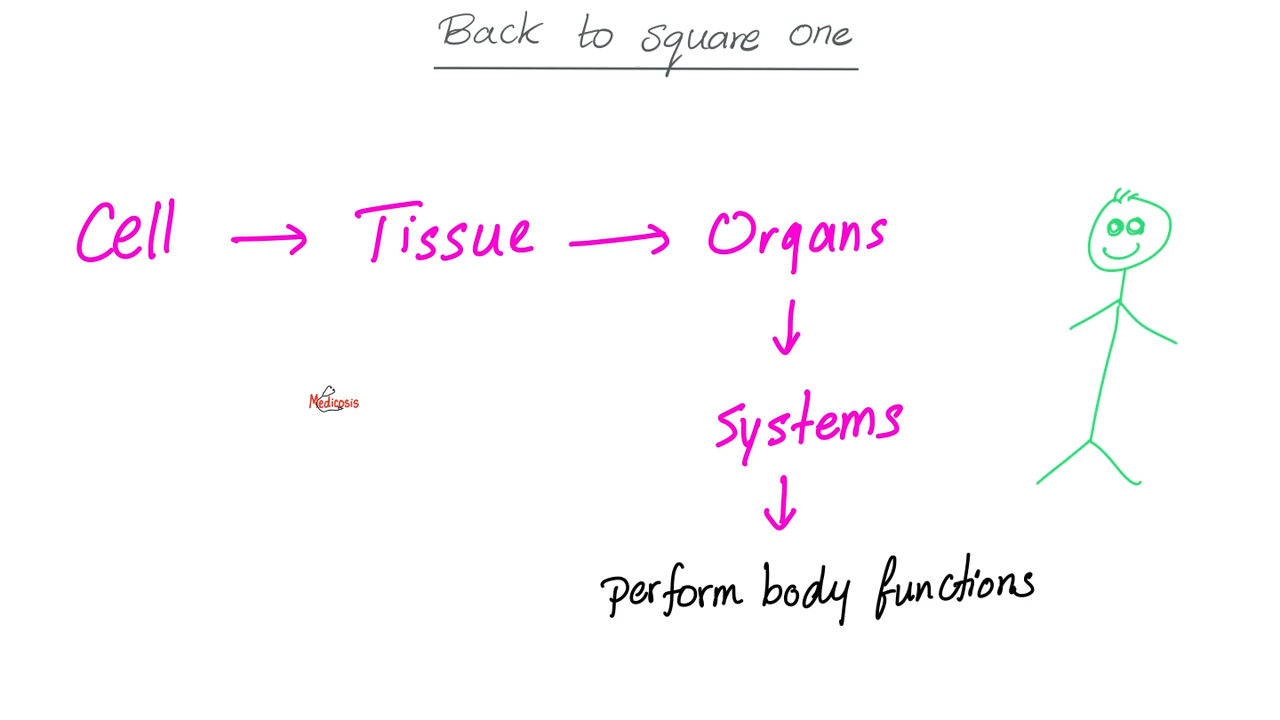 Back to square one
Cell → Tissue → Organs
↓
Systems
↓
Medicosis
perform body functions